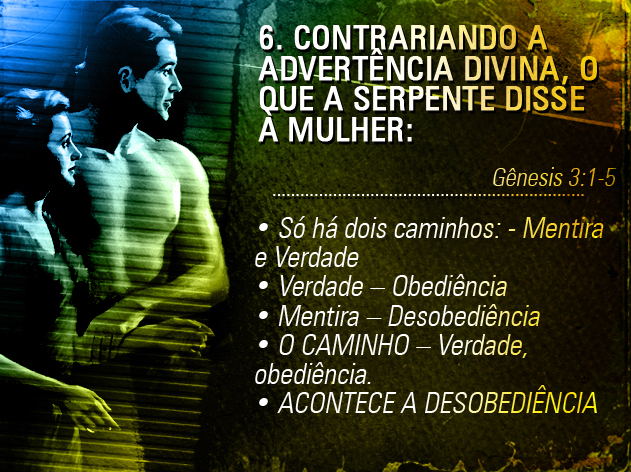 6. CONTRARIANDO A
ADVERTÊNCIA DIVINA, O
QUE A SERPENTE DISSE
À MULHER:
Gênesis 3:1-5
• Só há dois caminhos: - Mentira
e Verdade
• Verdade – Obediência
• Mentira – Desobediência
• O CAMINHO – Verdade,
obediência.
• ACONTECE A DESOBEDIÊNCIA